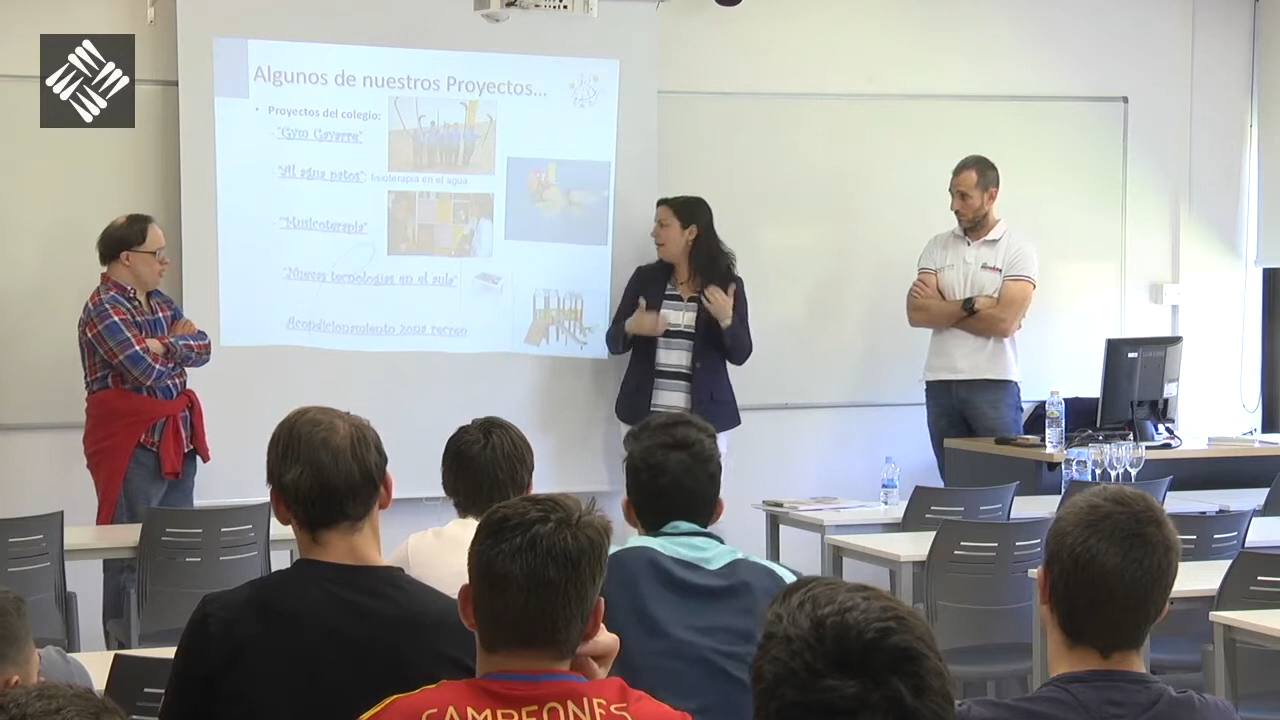 Algunos de nuestros Proyectos...
• Proyectos del colegio:
- "Gym Gayarre"
- "Al agua patos": fisioterapia en el agua
- "Musicoterapia"
"Nuevas tecnologías en el aula"
Acondicionamiento zona recreo
CAMPEONES